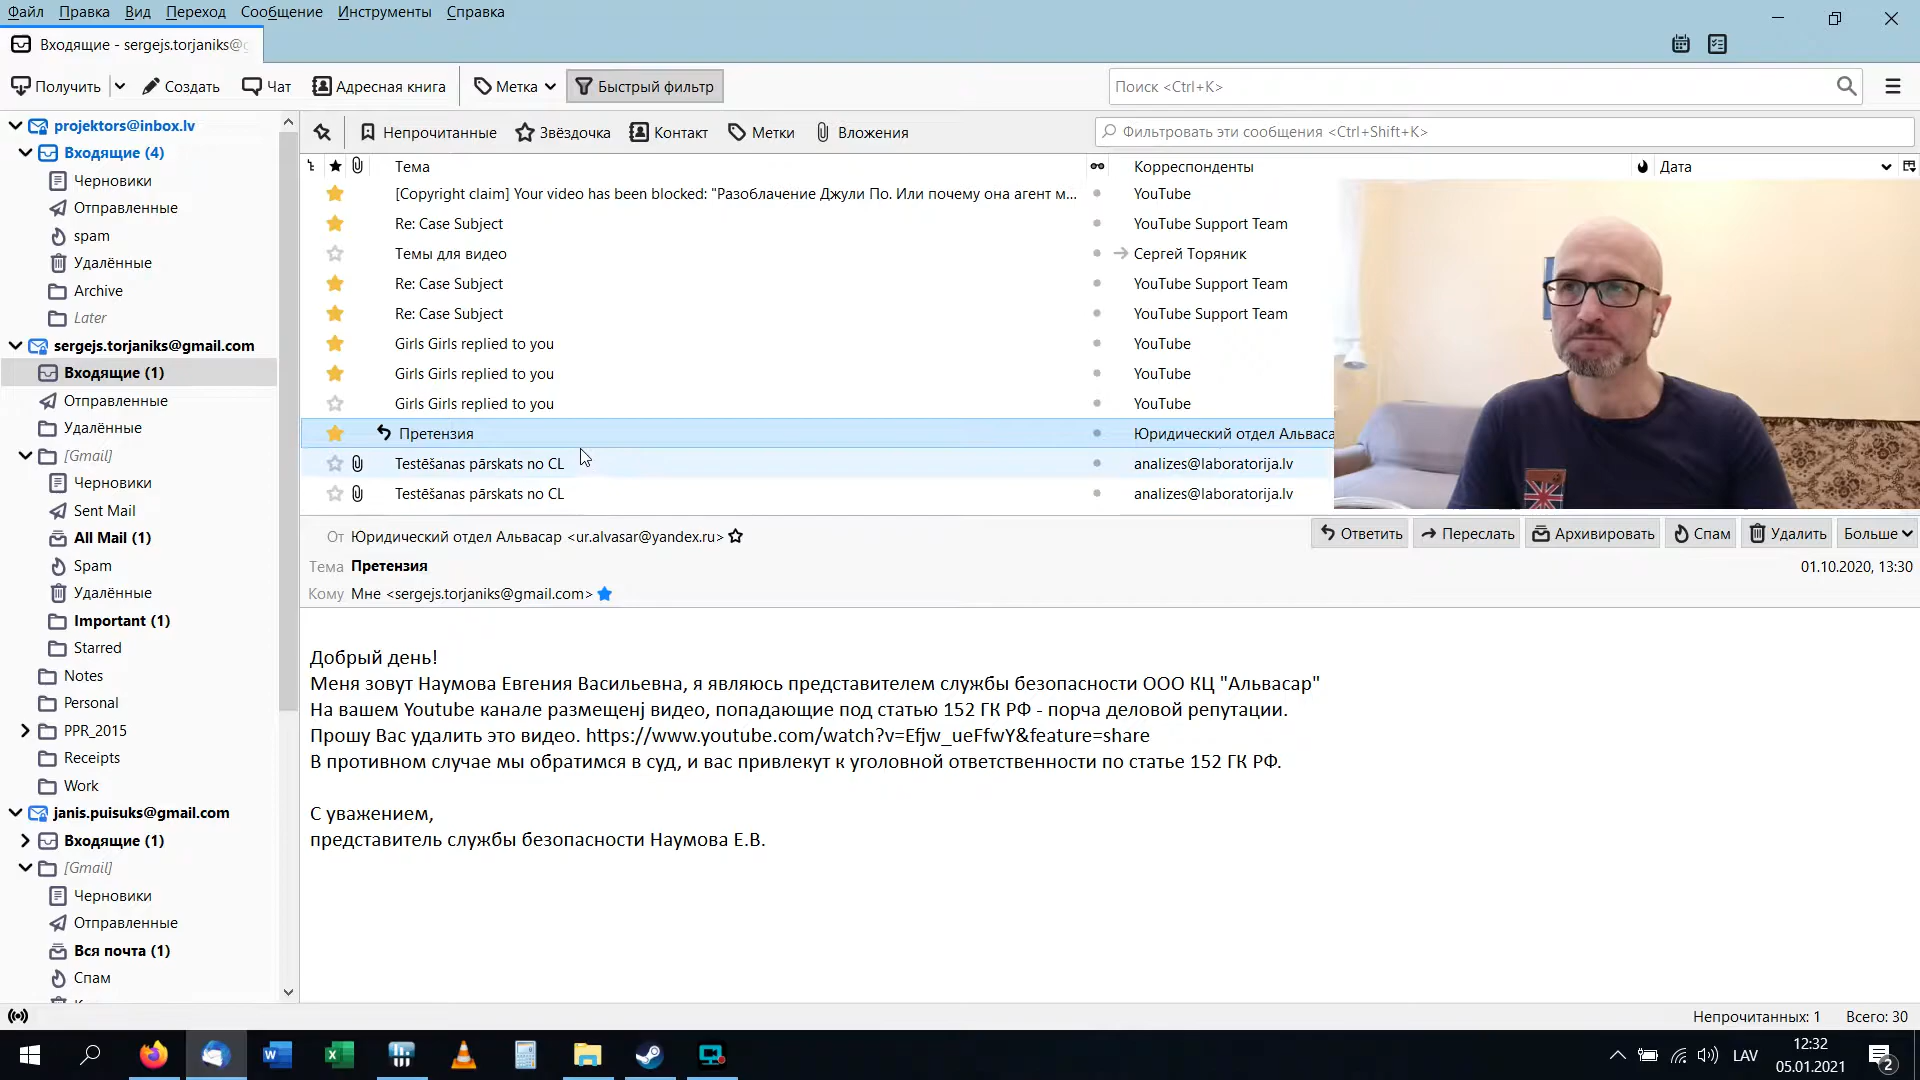 Файл Правка Вид Переход Сообщение Инструменты Справка
Входящие - sergejs.torjaniks@
Получить Создать Чат Адресная книга Метка Быстрый фильтр Поиск <Ctrl+K>
projektors@inbox.lv
Входящие (4)
Черновики
Отправленные
spam
Удалённые
Archive
Later
sergejs.torjaniks@gmail.com
Входящие (1)
Отправленные
Удалённые
[Gmail]
Черновики
Sent Mail
All Mail (1)
Spam
Удалённые
Important (1)
Starred
Notes
Personal
PPR_2015
Receipts
Work
janis.puisuks@gmail.com
Входящие (1)
[Gmail]
Черновики
Отправленные
Вся почта (1)
Спам
Непрочитанные Звёздочка Контакт Метки Вложения Фильтровать эти сообщения <Ctrl+Shift+K>
Тема Корреспонденты Дата
[Copyright claim] Your video has been blocked: "Разоблачение Джули По. Или почему она агент м... YouTube
Re: Case Subject YouTube Support Team
Темы для видео Сергей Торяник
Re: Case Subject YouTube Support Team
Re: Case Subject YouTube Support Team
Girls Girls replied to you YouTube
Girls Girls replied to you YouTube
Girls Girls replied to you YouTube
Претензия Юридический отдел Альваса
Testēšanas pārskats no CL analizes@laboratorija.lv
Testēšanas pārskats no CL analizes@laboratorija.lv
От Юридический отдел Альвасар <ur.alvasar@yandex.ru> Ответить Переслать Архивировать Спам Удалить Больше
Тема Претензия 01.10.2020, 13:30
Кому Мне <sergejs.torjaniks@gmail.com>
Добрый день!
Меня зовут Наумова Евгения Васильевна, я являюсь представителем службы безопасности ООО КЦ "Альвасар"
На вашем Youtube канале размещенj видео, попадающие под статью 152 ГК РФ - порча деловой репутации.
Прошу Вас удалить это видео. https://www.youtube.com/watch?v=Efjw_ueFfwY&feature=share
В противном случае мы обратимся в суд, и вас привлекут к уголовной ответственности по статье 152 ГК РФ.
С уважением,
представитель службы безопасности Наумова Е.В.
Непрочитанных: 1 Всего: 30
LAV 12:32
05.01.2021
2